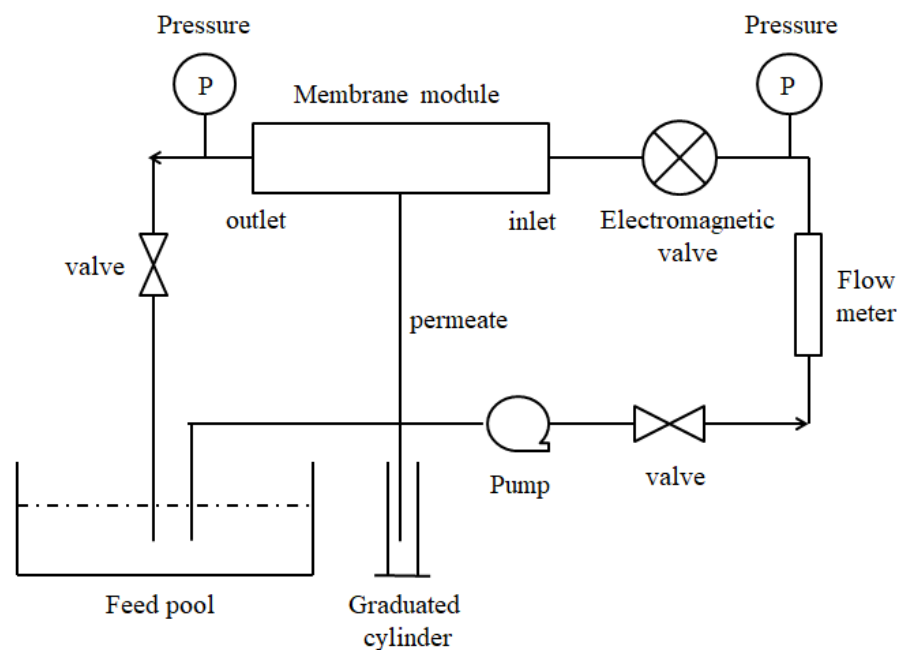 Pressure
Pressure
P
P
Membrane module
outlet
inlet
Electromagnetic
valve
valve
Flow
meter
permeate
Pump
valve
Feed pool
Graduated
cylinder